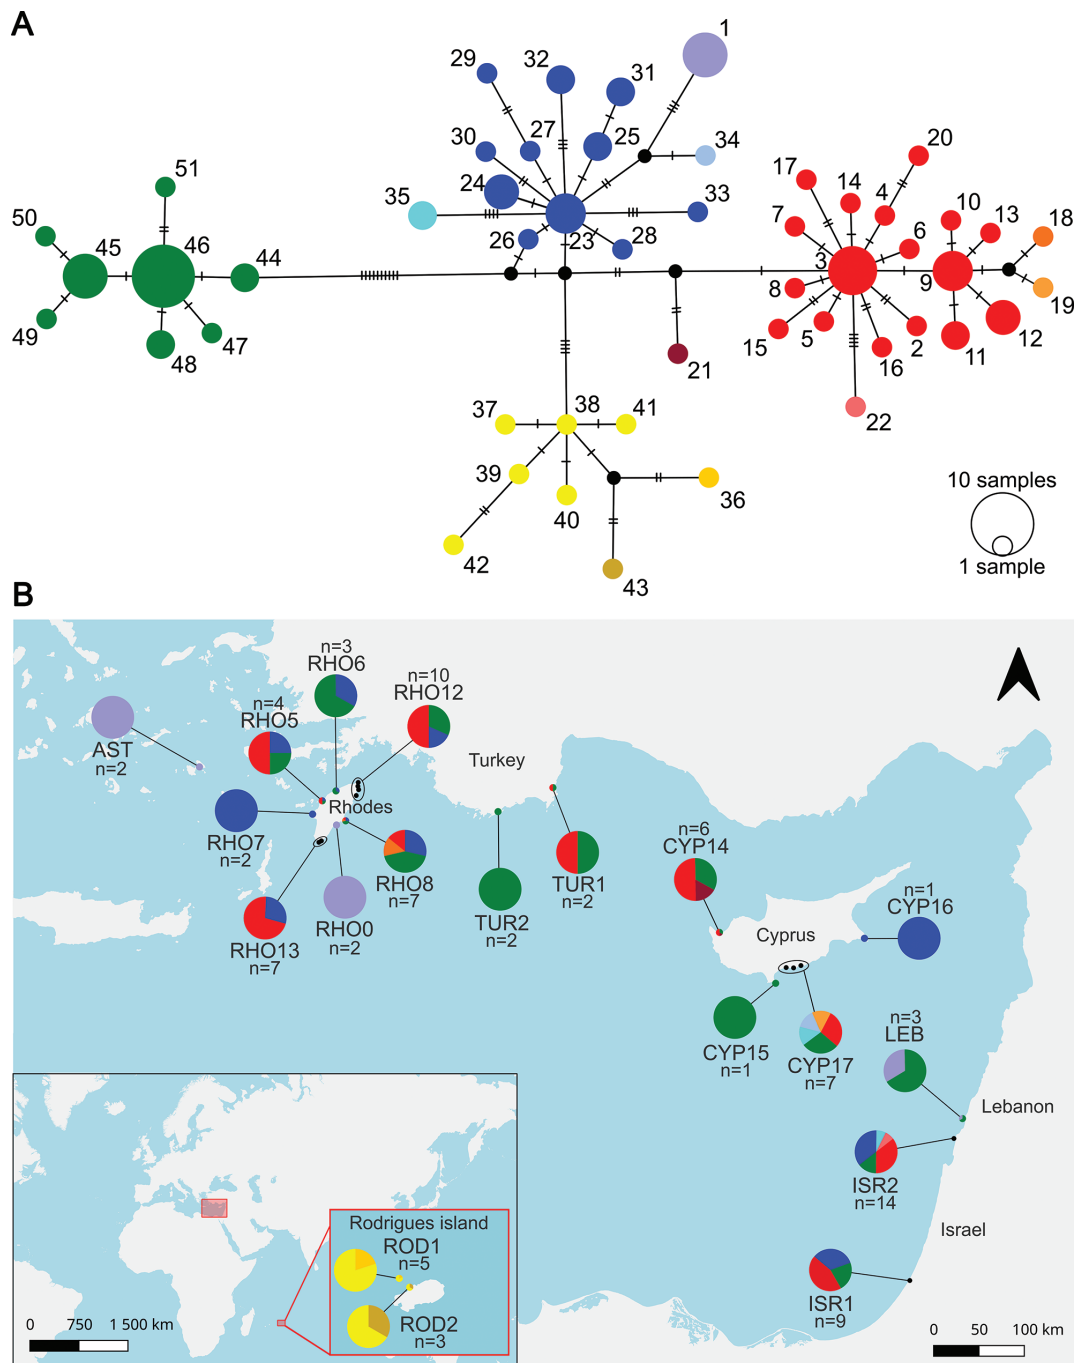 A
1
29
32
31
30
27
25
34
24
35
33
26
23
28
20
17
14
4
10
13
18
7
6
3
9
8
19
15
5
16
2
11
12
22
21
51
50
45
46
44
49
48
47
37
38
41
39
36
40
42
43
10 samples
1 sample
B
n=3
RHO6
n=10
RHO12
n=4
RHO5
AST
n=2
Turkey
Rhodes
RHO7
n=2
RHO8
n=7
RHO13
n=7
RHO0
n=2
TUR2
n=2
TUR1
n=2
n=6
CYP14
n=1
CYP16
Cyprus
CYP15
n=1
CYP17
n=7
n=3
LEB
Lebanon
ISR2
n=14
Israel
ISR1
n=9
Rodrigues island
ROD1
n=5
ROD2
n=3
0 750 1 500 km
0 50 100 km